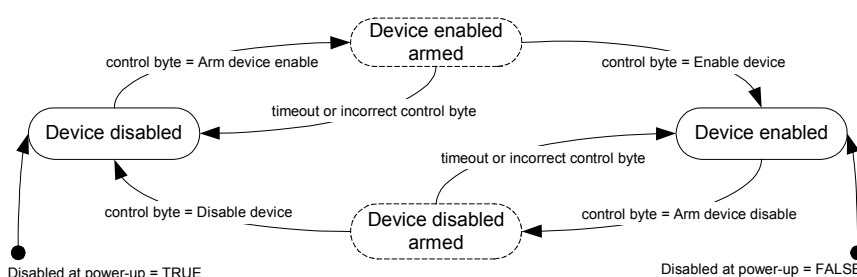 Device enabled
armed
control byte = Arm device enable
control byte = Enable device
timeout or incorrect control byte
Device disabled
Device enabled
timeout or incorrect control byte
control byte = Disable device
Device disabled
armed
control byte = Arm device disable
Disabled at power-up = TRUE
Disabled at power-up = FALSE